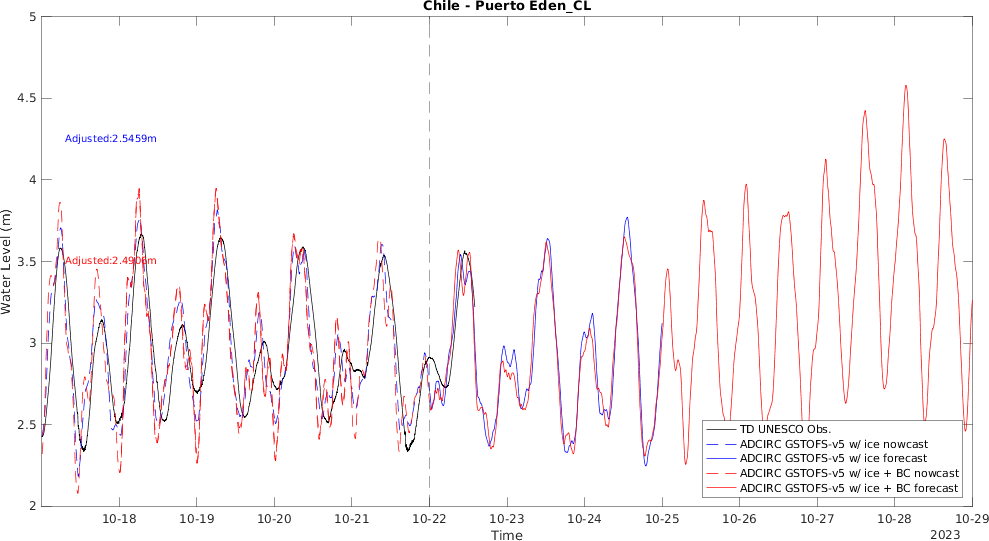 Chile - Puerto Eden_CL
5
4.5
Adjusted:2.5459m
4
Water Level (m)
3.5
Adjusted:2.4906m
3
2.5
TD UNESCO Obs.
ADCIRC GSTOFS-v5 w/ ice nowcast
ADCIRC GSTOFS-v5 w/ ice forecast
ADCIRC GSTOFS-v5 w/ ice + BC nowcast
ADCIRC GSTOFS-v5 w/ ice + BC forecast
2
10-18 10-19 10-20 10-21 10-22 10-23 10-24 10-25 10-26 10-27 10-28 10-29
Time
2023